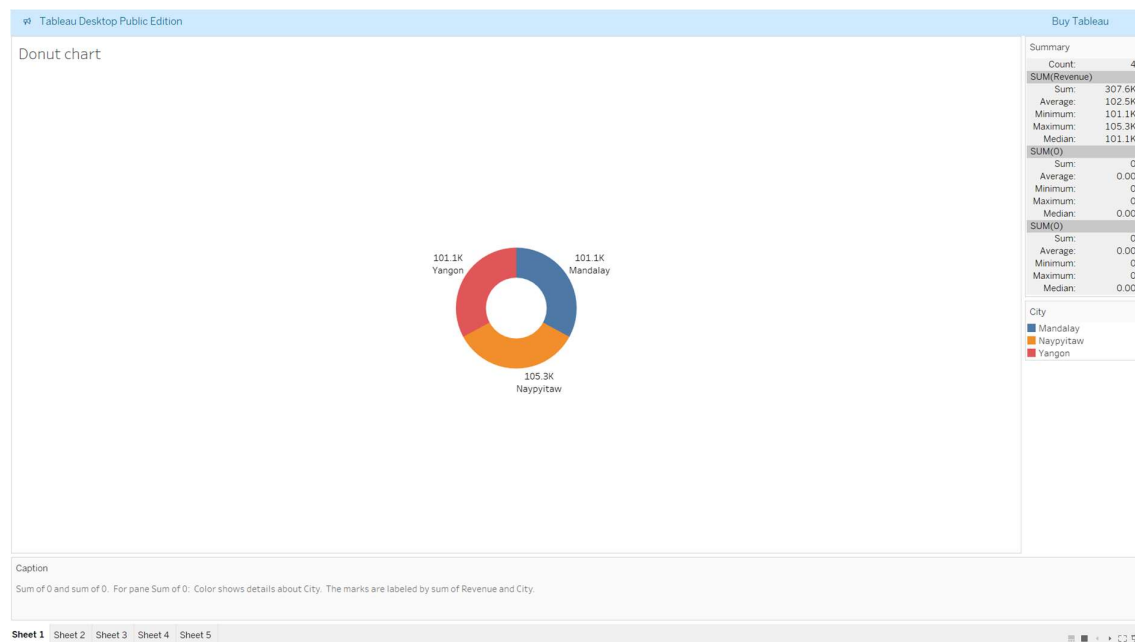 Tableau Desktop Public Edition
Buy Tableau
Donut chart
101.1K
Yangon
101.1K
Mandalay
105.3K
Naypyitaw
Summary
Count: 4
SUM(Revenue)
Sum: 307.6K
Average: 102.5K
Minimum: 101.1K
Maximum: 105.3K
Median: 101.1K
SUM(0)
Sum: 0
Average: 0.00
Minimum: 0
Maximum: 0
Median: 0.00
SUM(0)
Sum: 0
Average: 0.00
Minimum: 0
Maximum: 0
Median: 0.00
City
Mandalay
Naypyitaw
Yangon
Caption
Sum of 0 and sum of 0. For pane Sum of 0: Color shows details about City. The marks are labeled by sum of Revenue and City.
Sheet 1 Sheet 2 Sheet 3 Sheet 4 Sheet 5